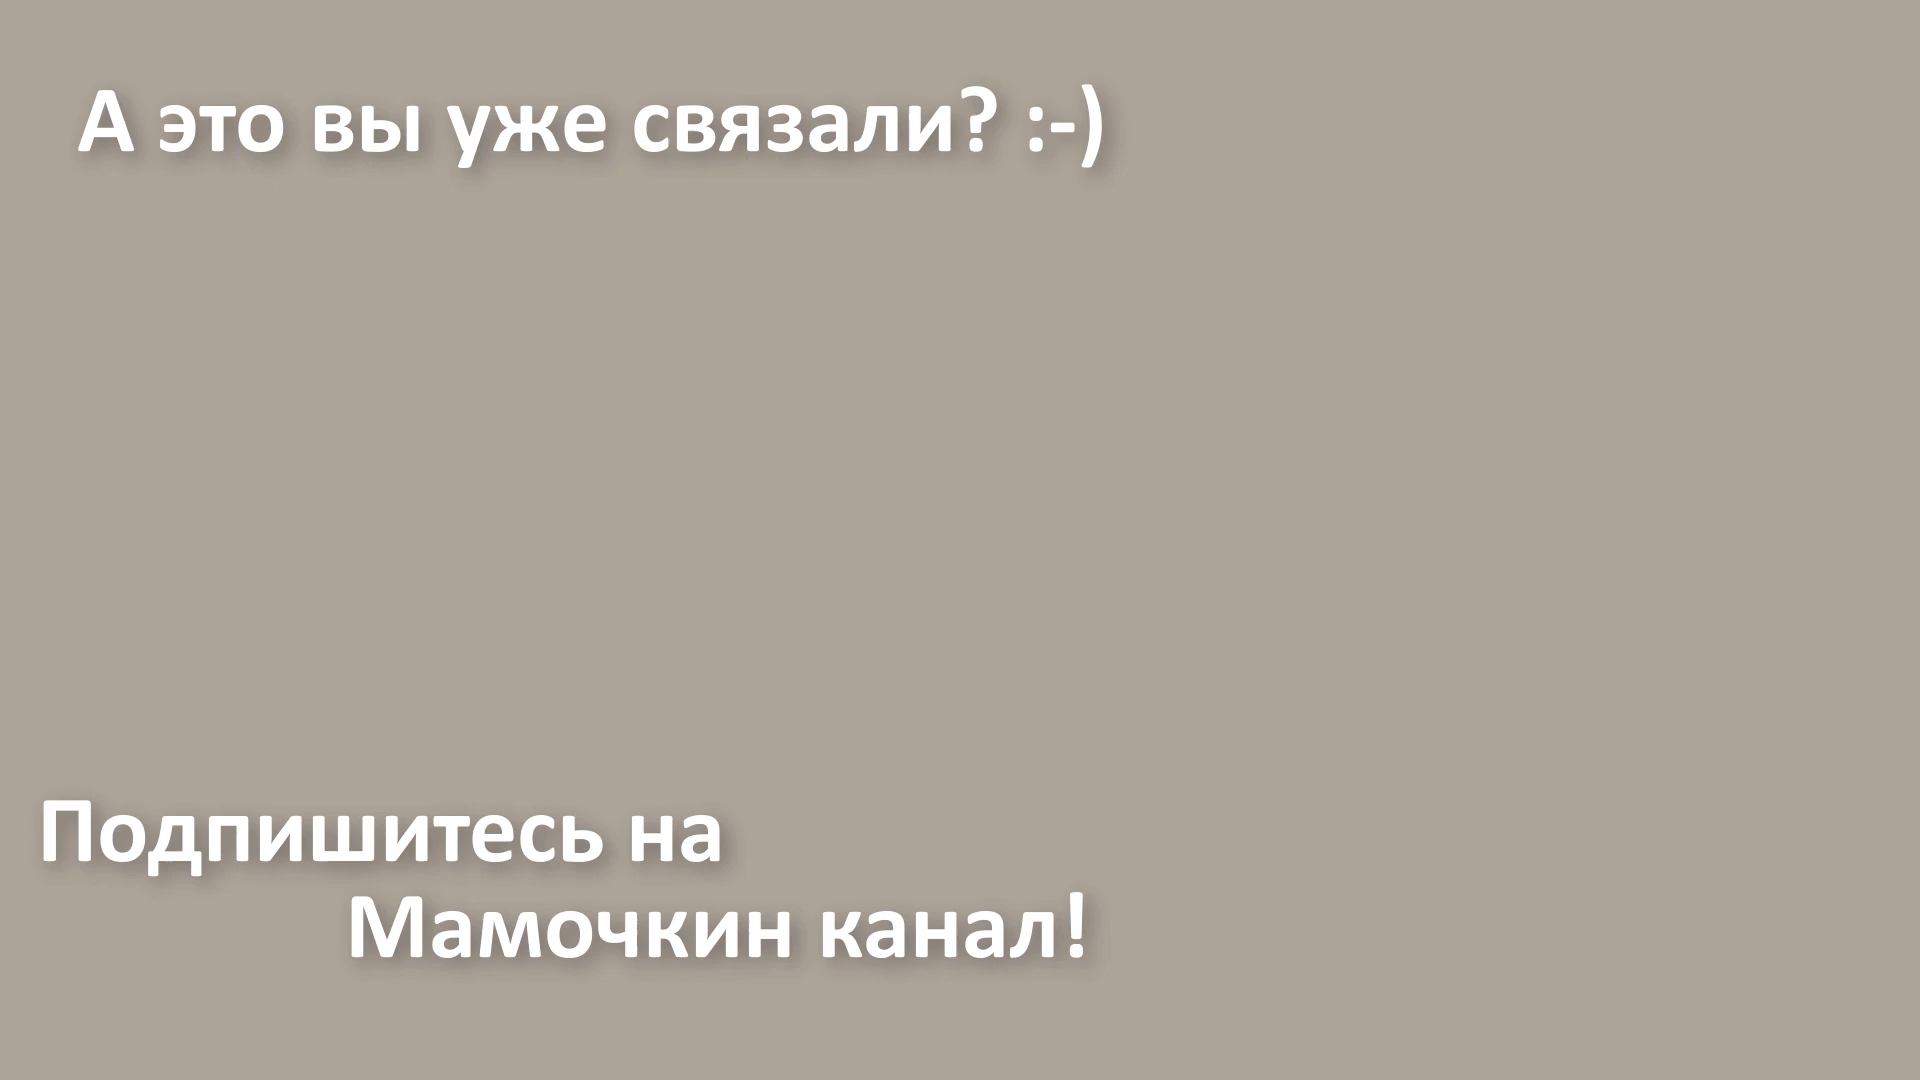 А это вы уже связали? :-)
Подпишитесь на
Мамочкин канал!